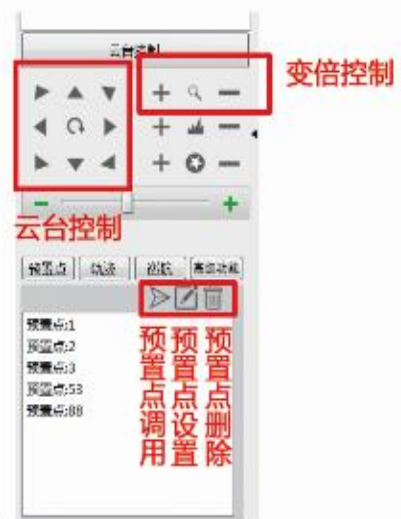 云台控制
变倍控制
云台控制
预置点 轨迹 巡航 高级功能
预置点:1
预置点:2
预置点:3
预置点:53
预置点:88
预置点调用
预置点设置
预置点删除